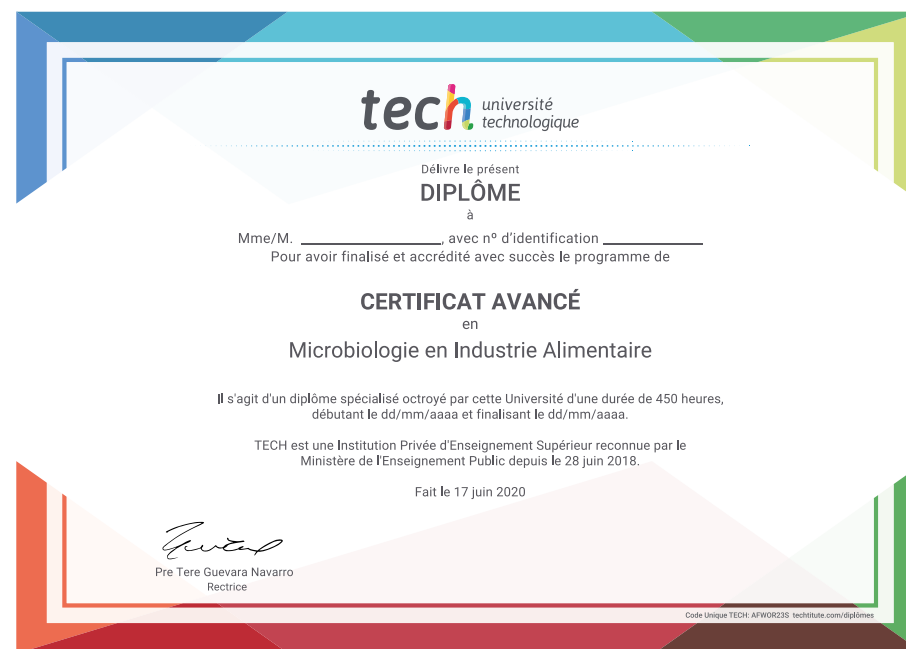 tech université
technologique
Délivre le présent
DIPLÔME
à
Mme/M. ____________________, avec nº d'identification ______________
Pour avoir finalisé et accrédité avec succès le programme de
CERTIFICAT AVANCÉ
en
Microbiologie en Industrie Alimentaire
Il s'agit d'un diplôme spécialisé octroyé par cette Université d'une durée de 450 heures,
débutant le dd/mm/aaaa et finalisant le dd/mm/aaaa.
TECH est une Institution Privée d'Enseignement Supérieur reconnue par le
Ministère de l'Enseignement Public depuis le 28 juin 2018.
Fait le 17 juin 2020
Pre Tere Guevara Navarro
Rectrice
Code Unique TECH: AFWOR23S techtitute.com/diplômes